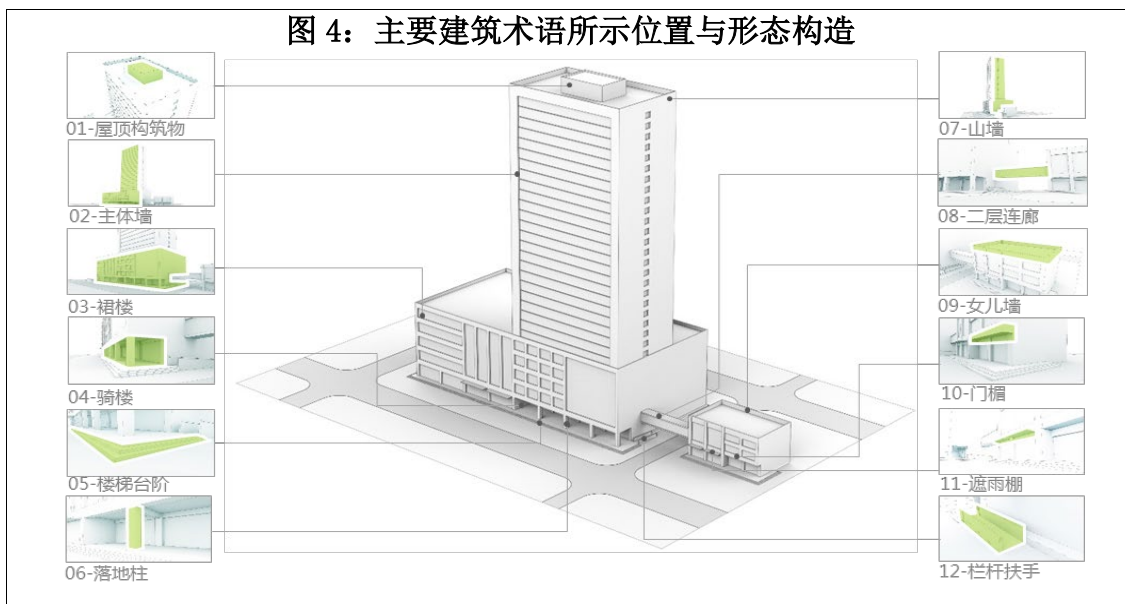 图 4：主要建筑术语所示位置与形态构造
01-屋顶构筑物
02-主体墙
03-裙楼
04-骑楼
05-楼梯台阶
06-落地柱
07-山墙
08-二层连廊
09-女儿墙
10-门楣
11-遮雨棚
12-栏杆扶手